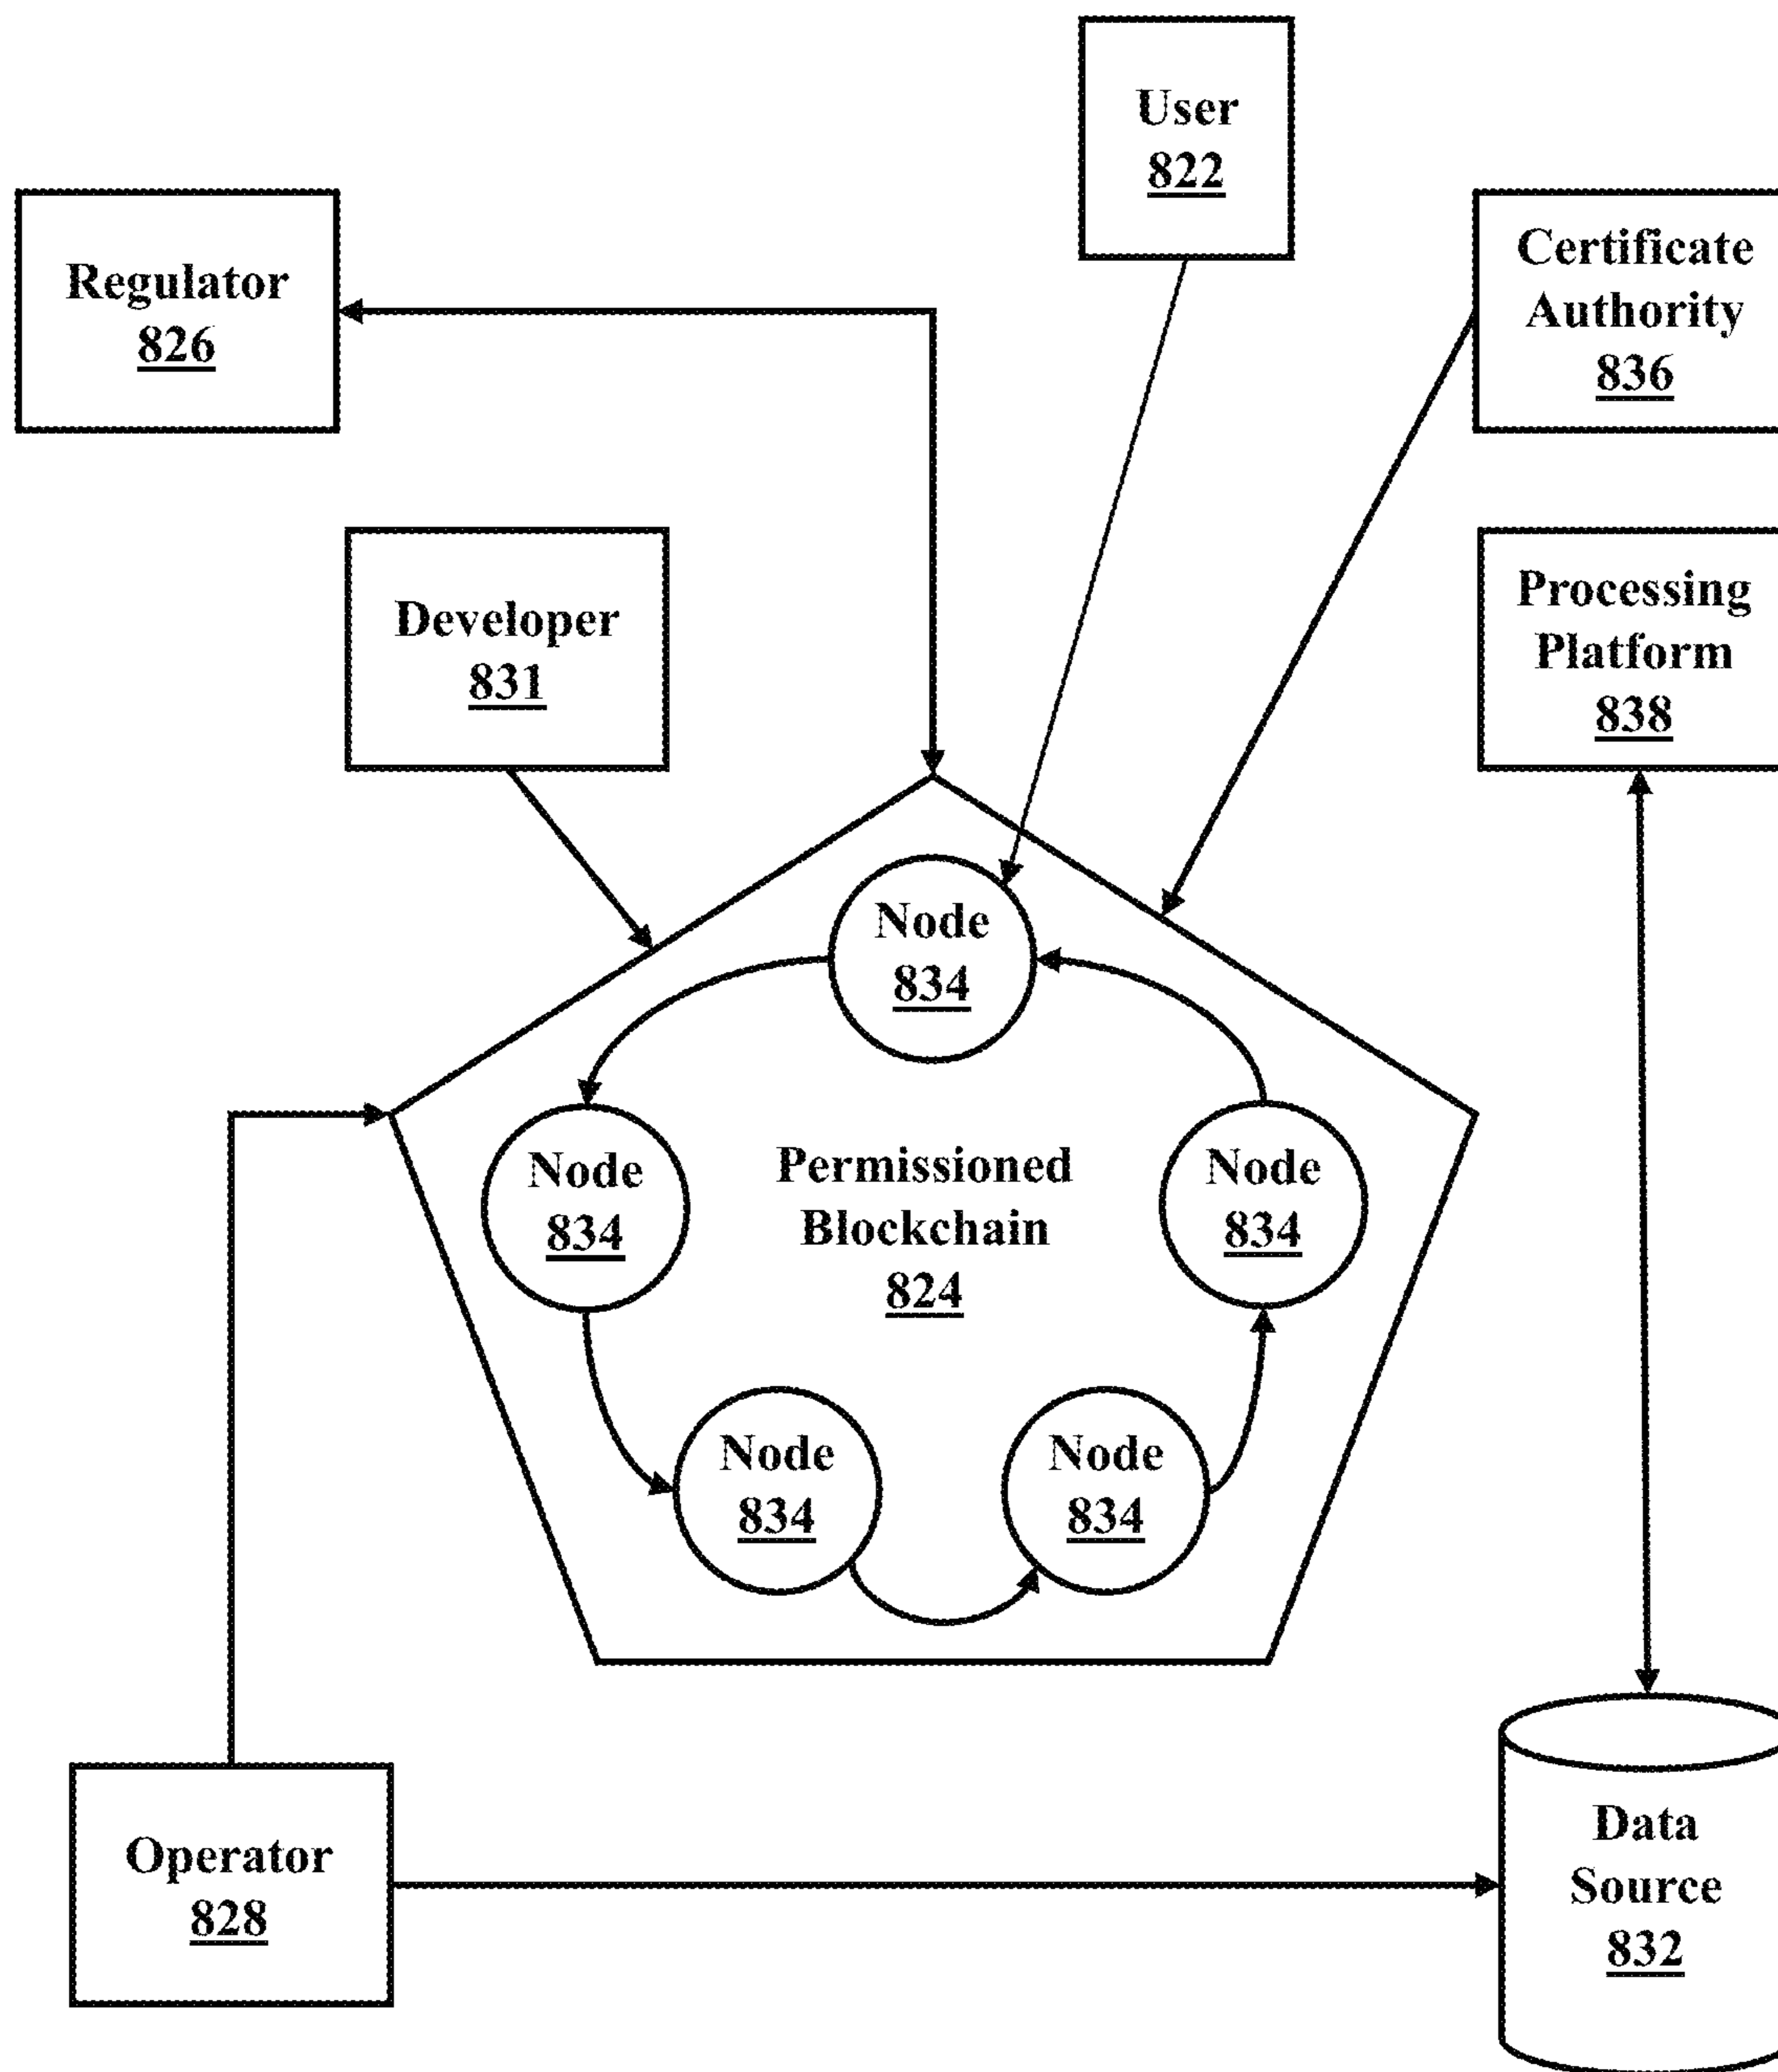 User
822
Regulator
826
Certificate
Authority
836
Developer
831
Processing
Platform
838
Node
834
Node
834
Permissioned
Blockchain
824
Node
834
Node
834
Node
834
Operator
828
Data
Source
832